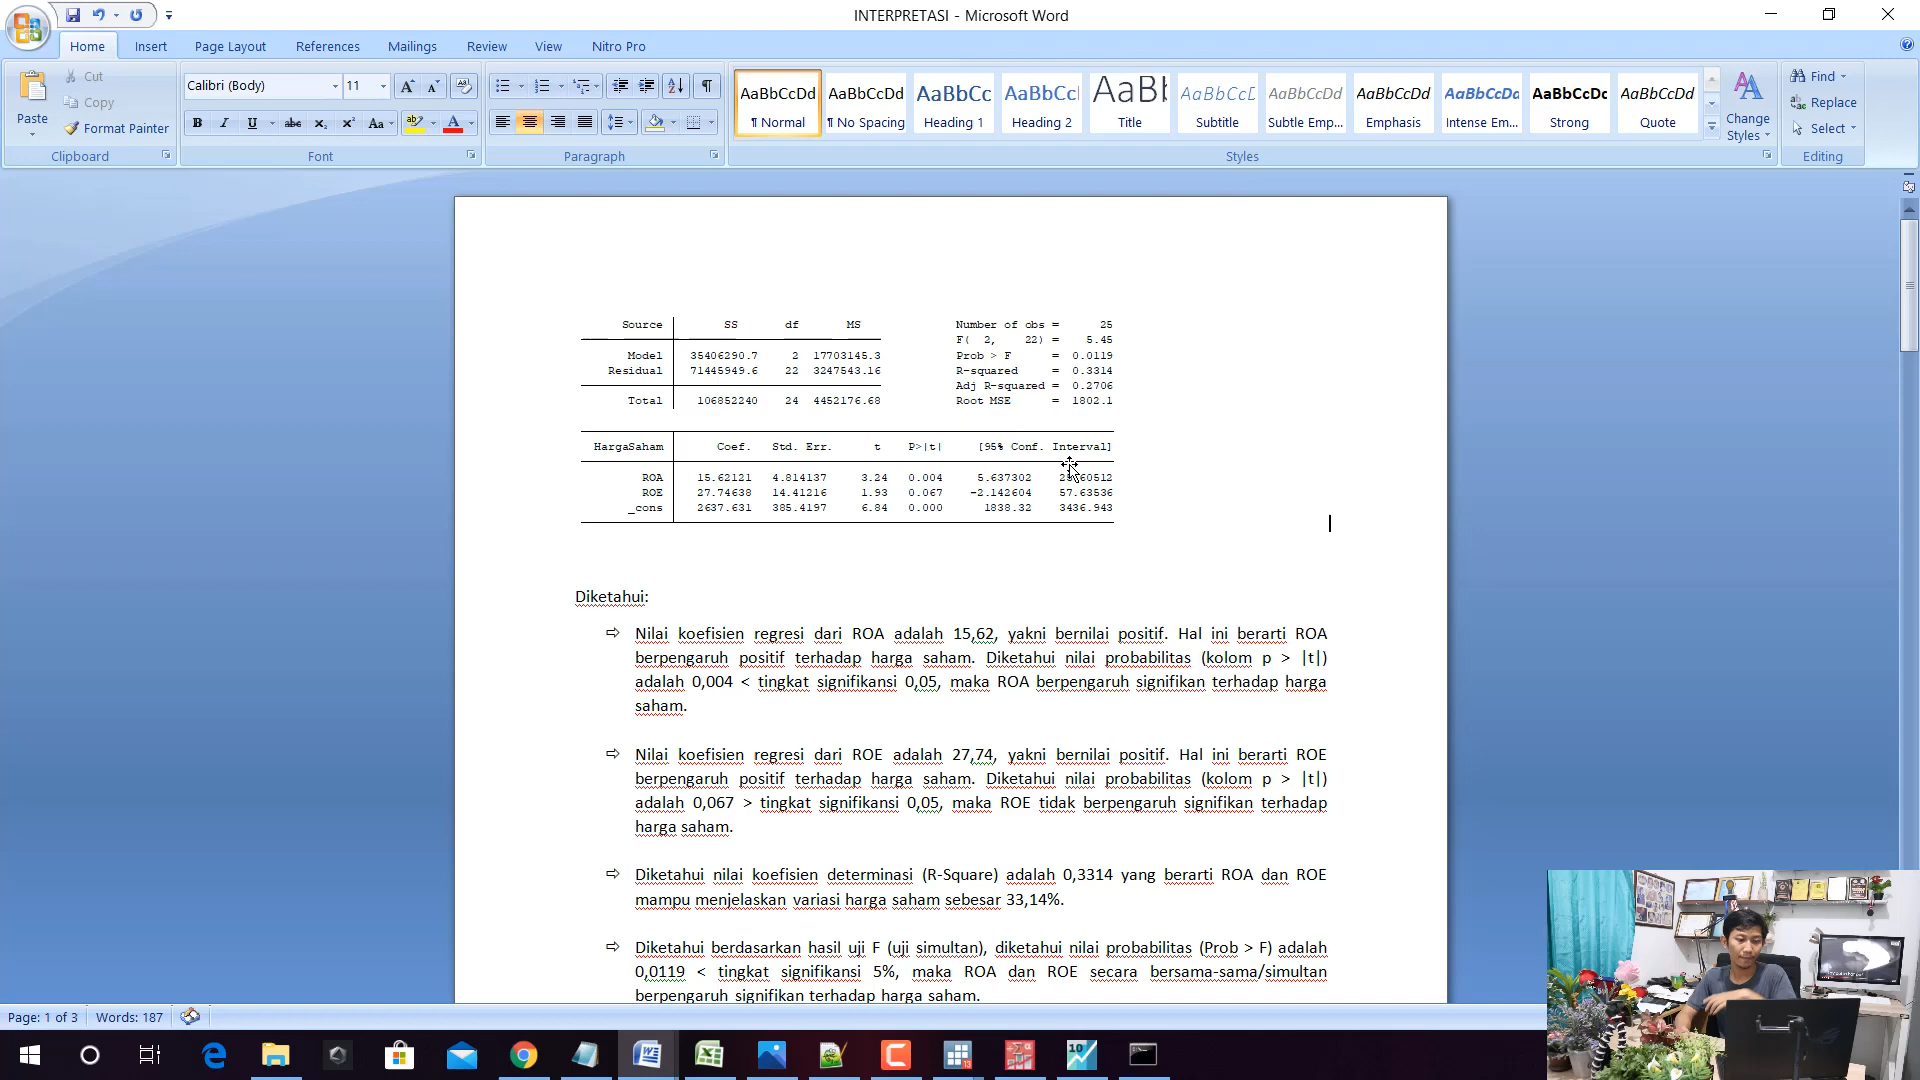 INTERPRETASI - Microsoft Word
Home Insert Page Layout References Mailings Review View Nitro Pro
Paste
Cut
Copy
Format Painter
Clipboard
Calibri (Body) 11
Font
Paragraph
AaBbCcDd AaBbCcDd AaBbCc AaBbCcI AaBl AaBbCcL AaBbCcDd AaBbCcDd AaBbCcDd AaBbCcDc AaBbCcDd
¶ Normal ¶ No Spacing Heading 1 Heading 2 Title Subtitle Subtle Emp... Emphasis Intense Em... Strong Quote
Change Styles
Styles
Find
Replace
Select
Editing
Source SS df MS Number of obs = 25
F( 2, 22) = 5.45
Model 35406290.7 2 17703145.3 Prob > F = 0.0119
Residual 71445949.6 22 3247543.16 R-squared = 0.3314
Adj R-squared = 0.2706
Total 106852240 24 4452176.68 Root MSE = 1802.1
HargaSaham Coef. Std. Err. t P>|t| [95% Conf. Interval]
ROA 15.62121 4.814137 3.24 0.004 5.637302
ROE 27.74638 14.41216 1.93 0.067 -2.142604 57.63536
_cons 2637.631 385.4197 6.84 0.000 1838.32 3436.943
Diketahui:
⇨ Nilai koefisien regresi dari ROA adalah 15,62, yakni bernilai positif. Hal ini berarti ROA
berpengaruh positif terhadap harga saham. Diketahui nilai probabilitas (kolom p > |t|)
adalah 0,004 < tingkat signifikansi 0,05, maka ROA berpengaruh signifikan terhadap harga
saham.
⇨ Nilai koefisien regresi dari ROE adalah 27,74, yakni bernilai positif. Hal ini berarti ROE
berpengaruh positif terhadap harga saham. Diketahui nilai probabilitas (kolom p > |t|)
adalah 0,067 > tingkat signifikansi 0,05, maka ROE tidak berpengaruh signifikan terhadap
harga saham.
⇨ Diketahui nilai koefisien determinasi (R-Square) adalah 0,3314 yang berarti ROA dan ROE
mampu menjelaskan variasi harga saham sebesar 33,14%.
⇨ Diketahui berdasarkan hasil uji F (uji simultan), diketahui nilai probabilitas (Prob > F) adalah
0,0119 < tingkat signifikansi 5%, maka ROA dan ROE secara bersama-sama/simultan
berpengaruh signifikan terhadap harga saham.
Page: 1 of 3 Words: 187